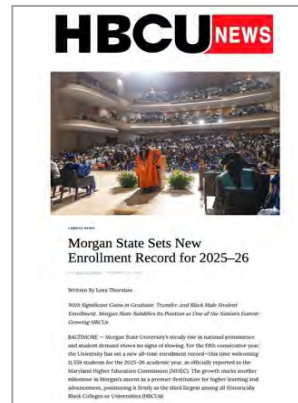 HBCU NEWS
Morgan State Sets New
Enrollment Record for 2025–26
With Significant Gains in Graduate, Transfer, and Black Male Student
Enrollment, Morgan State Solidifies Its Position as One of the Nation's Fastest-
Growing HBCUs
BALTIMORE — Morgan State University's steady rise in national prominence
and student demand shows no signs of slowing. For the fifth consecutive year,
the University has set a new all-time enrollment record—this time welcoming
11,559 students for the 2025–26 academic year, as officially reported to the
Maryland Higher Education Commission (MHEC). The growth marks another
milestone in Morgan's ascent as a premier destination for higher learning and
advancement, positioning it firmly as the third largest among all Historically
Black Colleges or Universities (HBCUs)